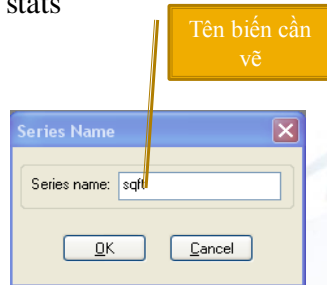 stats
Tên biến cần
vẽ
Series Name
Series name: sqft
OK Cancel